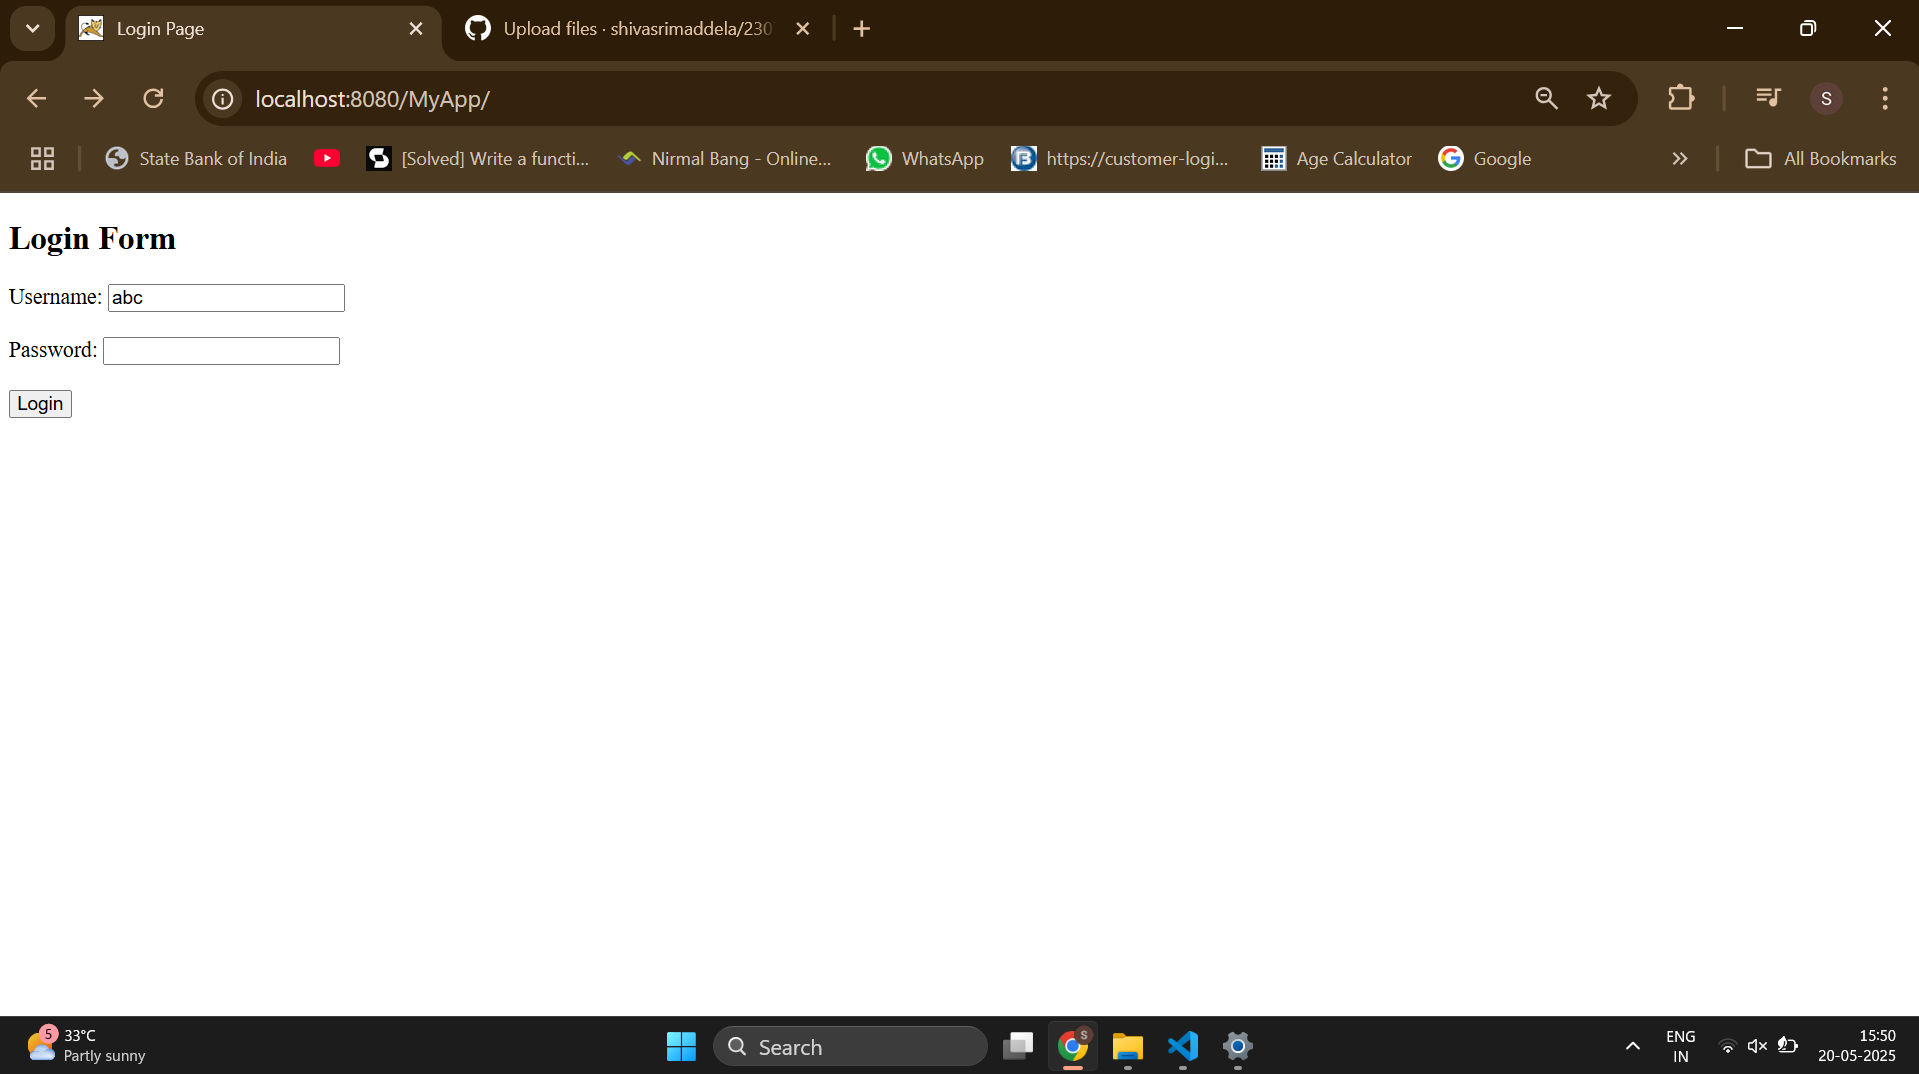 Login Page
Upload files · shivasrimaddela/230
localhost:8080/MyApp/
S
State Bank of India
[Solved] Write a functi...
Nirmal Bang - Online...
WhatsApp
https://customer-logi...
Age Calculator
Google
All Bookmarks
Login Form
Username: abc
Password:
Login
5
33°C
Partly sunny
Search
S
ENG
IN
15:50
20-05-2025